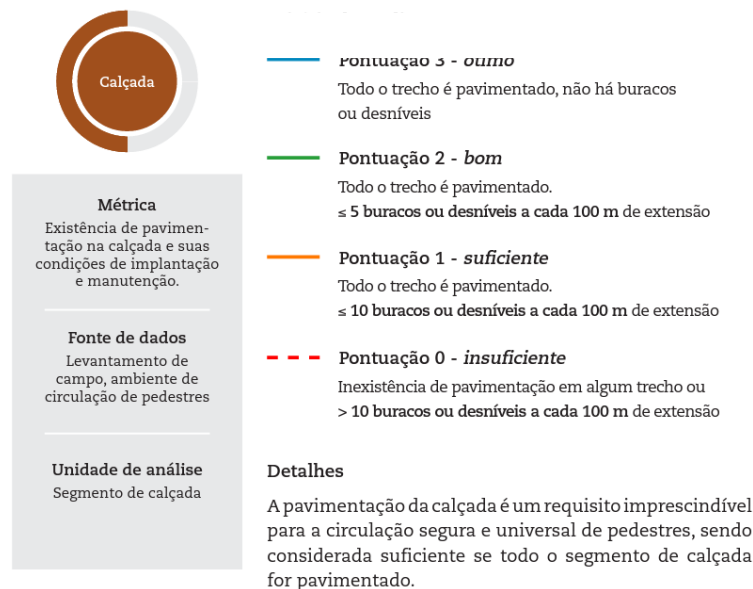 Calçada
Métrica
Existência de pavimen-
tação na calçada e suas
condições de implantação
e manutenção.
Fonte de dados
Levantamento de
campo, ambiente de
circulação de pedestres
Unidade de análise
Segmento de calçada
Pontuação 3 - ótimo
Todo o trecho é pavimentado, não há buracos
ou desníveis
Pontuação 2 - bom
Todo o trecho é pavimentado.
≤ 5 buracos ou desníveis a cada 100 m de extensão
Pontuação 1 - suficiente
Todo o trecho é pavimentado.
≤ 10 buracos ou desníveis a cada 100 m de extensão
Pontuação 0 - insuficiente
Inexistência de pavimentação em algum trecho ou
> 10 buracos ou desníveis a cada 100 m de extensão
Detalhes
A pavimentação da calçada é um requisito imprescindível
para a circulação segura e universal de pedestres, sendo
considerada suficiente se todo o segmento de calçada
for pavimentado.